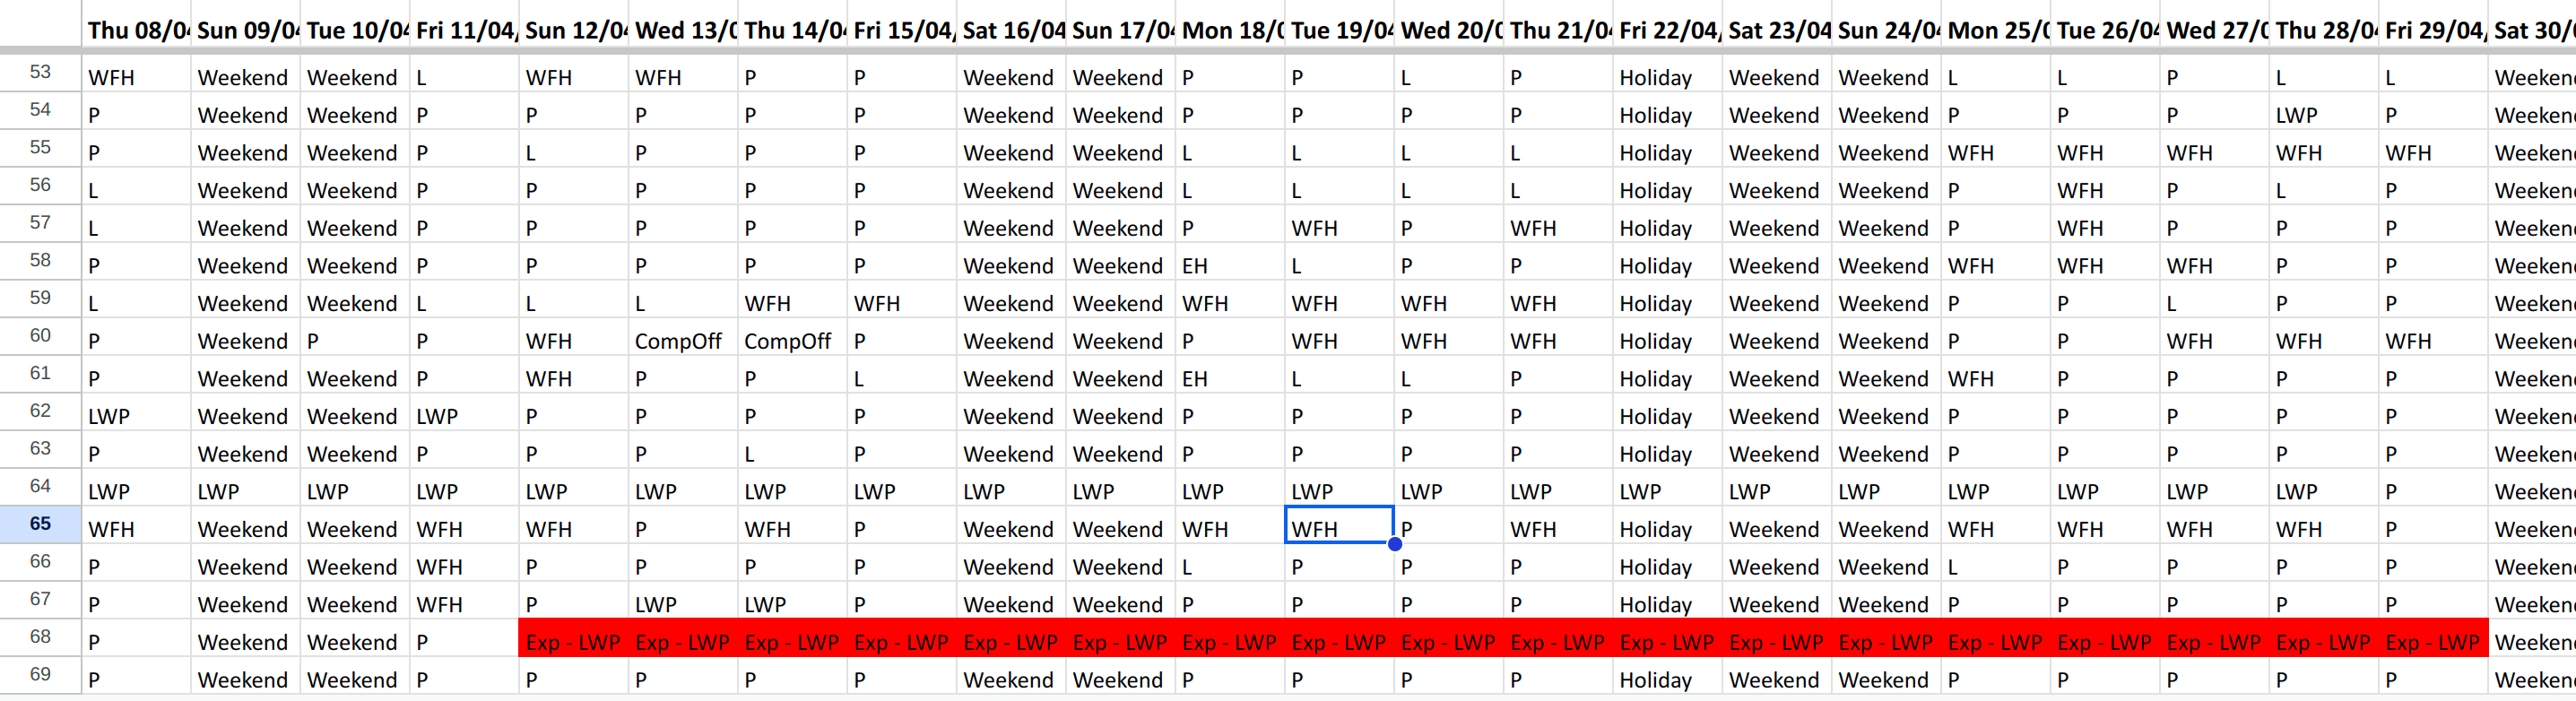 Thu 08/04 Sun 09/04 Tue 10/04 Fri 11/04/ Sun 12/04 Wed 13/0 Thu 14/04 Fri 15/04/ Sat 16/04 Sun 17/04 Mon 18/0 Tue 19/04 Wed 20/0 Thu 21/04 Fri 22/04/ Sat 23/04 Sun 24/04 Mon 25/0 Tue 26/04 Wed 27/0 Thu 28/04 Fri 29/04/ Sat 30/0
53 WFH Weekend Weekend L WFH WFH P P Weekend Weekend P P L P Holiday Weekend Weekend L L P L L Weeken
54 P Weekend Weekend P P P P P Weekend Weekend P P P P Holiday Weekend Weekend P P P LWP P Weeken
55 P Weekend Weekend P L P P P Weekend Weekend L L L L Holiday Weekend Weekend WFH WFH WFH WFH WFH Weeken
56 L Weekend Weekend P P P P P Weekend Weekend L L L L Holiday Weekend Weekend P WFH P L P Weeken
57 L Weekend Weekend P P P P P Weekend Weekend P WFH P WFH Holiday Weekend Weekend P WFH P P P Weeken
58 P Weekend Weekend P P P P P Weekend Weekend EH L P P Holiday Weekend Weekend WFH WFH WFH P P Weeken
59 L Weekend Weekend L L L WFH WFH Weekend Weekend WFH WFH WFH WFH Holiday Weekend Weekend P P L P P Weeken
60 P Weekend P P WFH CompOff CompOff P Weekend Weekend P WFH WFH WFH Holiday Weekend Weekend P P WFH WFH WFH Weeken
61 P Weekend Weekend P WFH P P L Weekend Weekend EH L L P Holiday Weekend Weekend WFH P P P P Weeken
62 LWP Weekend Weekend LWP P P P P Weekend Weekend P P P P Holiday Weekend Weekend P P P P P Weeken
63 P Weekend Weekend P P P L P Weekend Weekend P P P P Holiday Weekend Weekend P P P P P Weeken
64 LWP LWP LWP LWP LWP LWP LWP LWP LWP LWP LWP LWP LWP LWP LWP LWP LWP LWP LWP LWP LWP P Weeken
65 WFH Weekend Weekend WFH WFH P WFH P Weekend Weekend WFH WFH P WFH Holiday Weekend Weekend WFH WFH WFH WFH P Weeken
66 P Weekend Weekend WFH P P P P Weekend Weekend L P P P Holiday Weekend Weekend L P P P P Weeken
67 P Weekend Weekend WFH P LWP LWP P Weekend Weekend P P P P Holiday Weekend Weekend P P P P P Weeken
68 P Weekend Weekend P Exp - LWP Exp - LWP Exp - LWP Exp - LWP Exp - LWP Exp - LWP Exp - LWP Exp - LWP Exp - LWP Exp - LWP Exp - LWP Exp - LWP Exp - LWP Exp - LWP Exp - LWP Exp - LWP Exp - LWP Exp - LWP Weeken
69 P Weekend Weekend P P P P P Weekend Weekend P P P P Holiday Weekend Weekend P P P P P Weeken